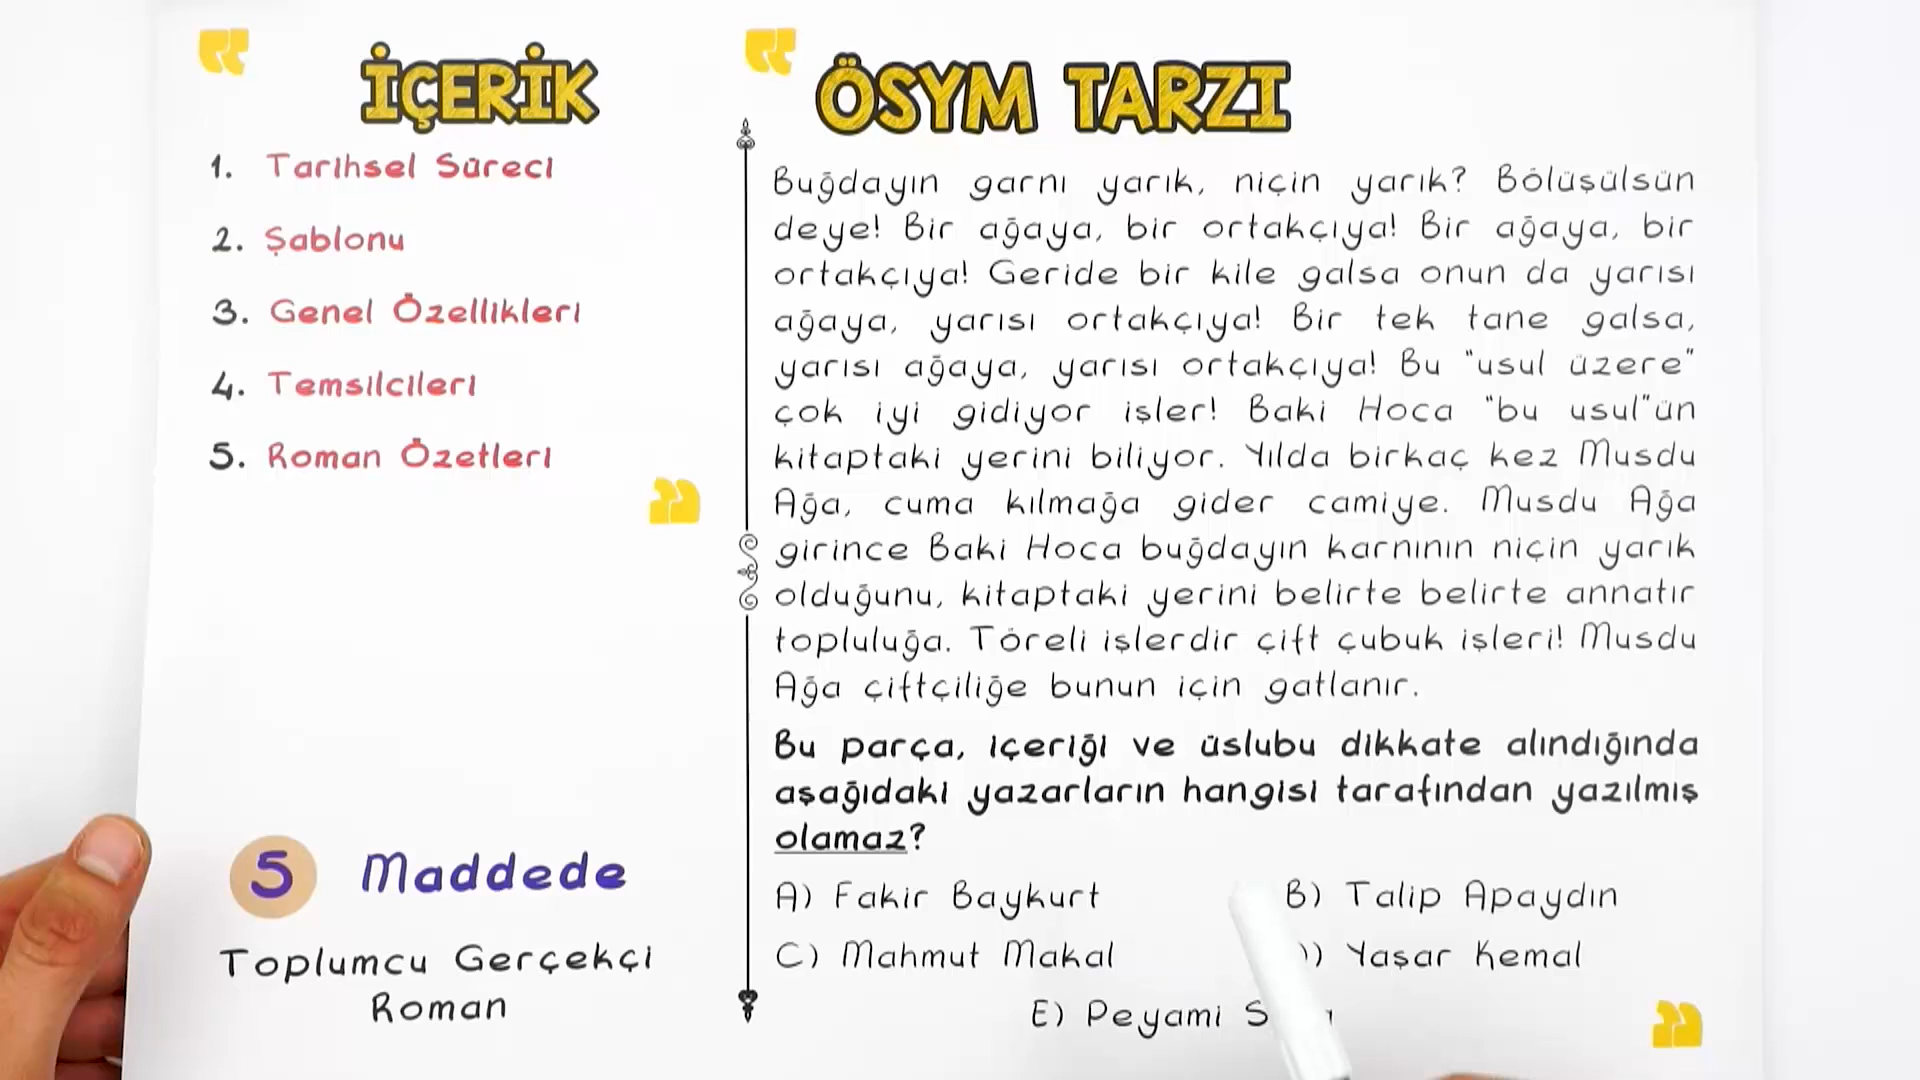 İÇERİK
1. Tarihsel Süreci
2. Şablonu
3. Genel Özellikleri
4. Temsilcileri
5. Roman Özetleri
5 Maddede
Toplumcu Gerçekçi
Roman
ÖSYM TARZI
Buğdayın garnı yarık, niçin yarık? Bölüşülsün
deye! Bir ağaya, bir ortakçıya! Bir ağaya, bir
ortakçıya! Geride bir kile galsa onun da yarısı
ağaya, yarısı ortakçıya! Bir tek tane galsa,
yarısı ağaya, yarısı ortakçıya! Bu "usul üzere"
çok iyi gidiyor işler! Baki Hoca "bu usul"ün
kitaptaki yerini biliyor. Yılda birkaç kez Musdu
Ağa, cuma kılmağa gider camiye. Musdu Ağa
girince Baki Hoca buğdayın karnının niçin yarık
olduğunu, kitaptaki yerini belirte belirte annatır
topluluğa. Töreli işlerdir çift çubuk işleri! Musdu
Ağa çiftçiliğe bunun için gatlanır.
Bu parça, içeriği ve üslubu dikkate alındığında
aşağıdaki yazarların hangisi tarafından yazılmış
olamaz?
A) Fakir Baykurt B) Talip Apaydın
C) Mahmut Makal ) Yaşar Kemal
E) Peyami